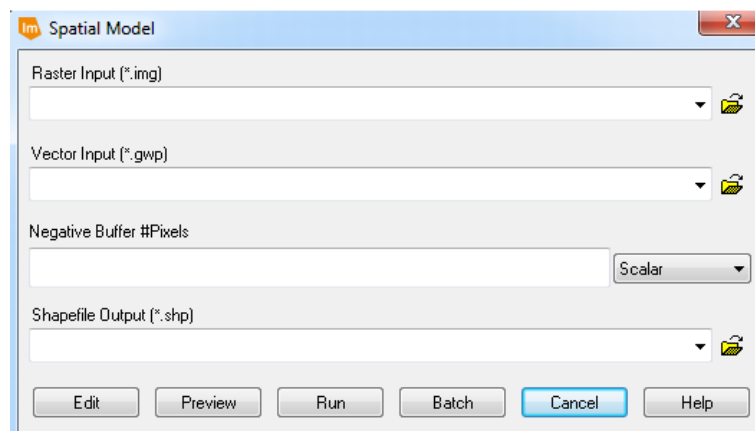 Im Spatial Model
Raster Input (*.img)
Vector Input (*.gwp)
Negative Buffer #Pixels
Scalar
Shapefile Output (*.shp)
Edit Preview Run Batch Cancel Help